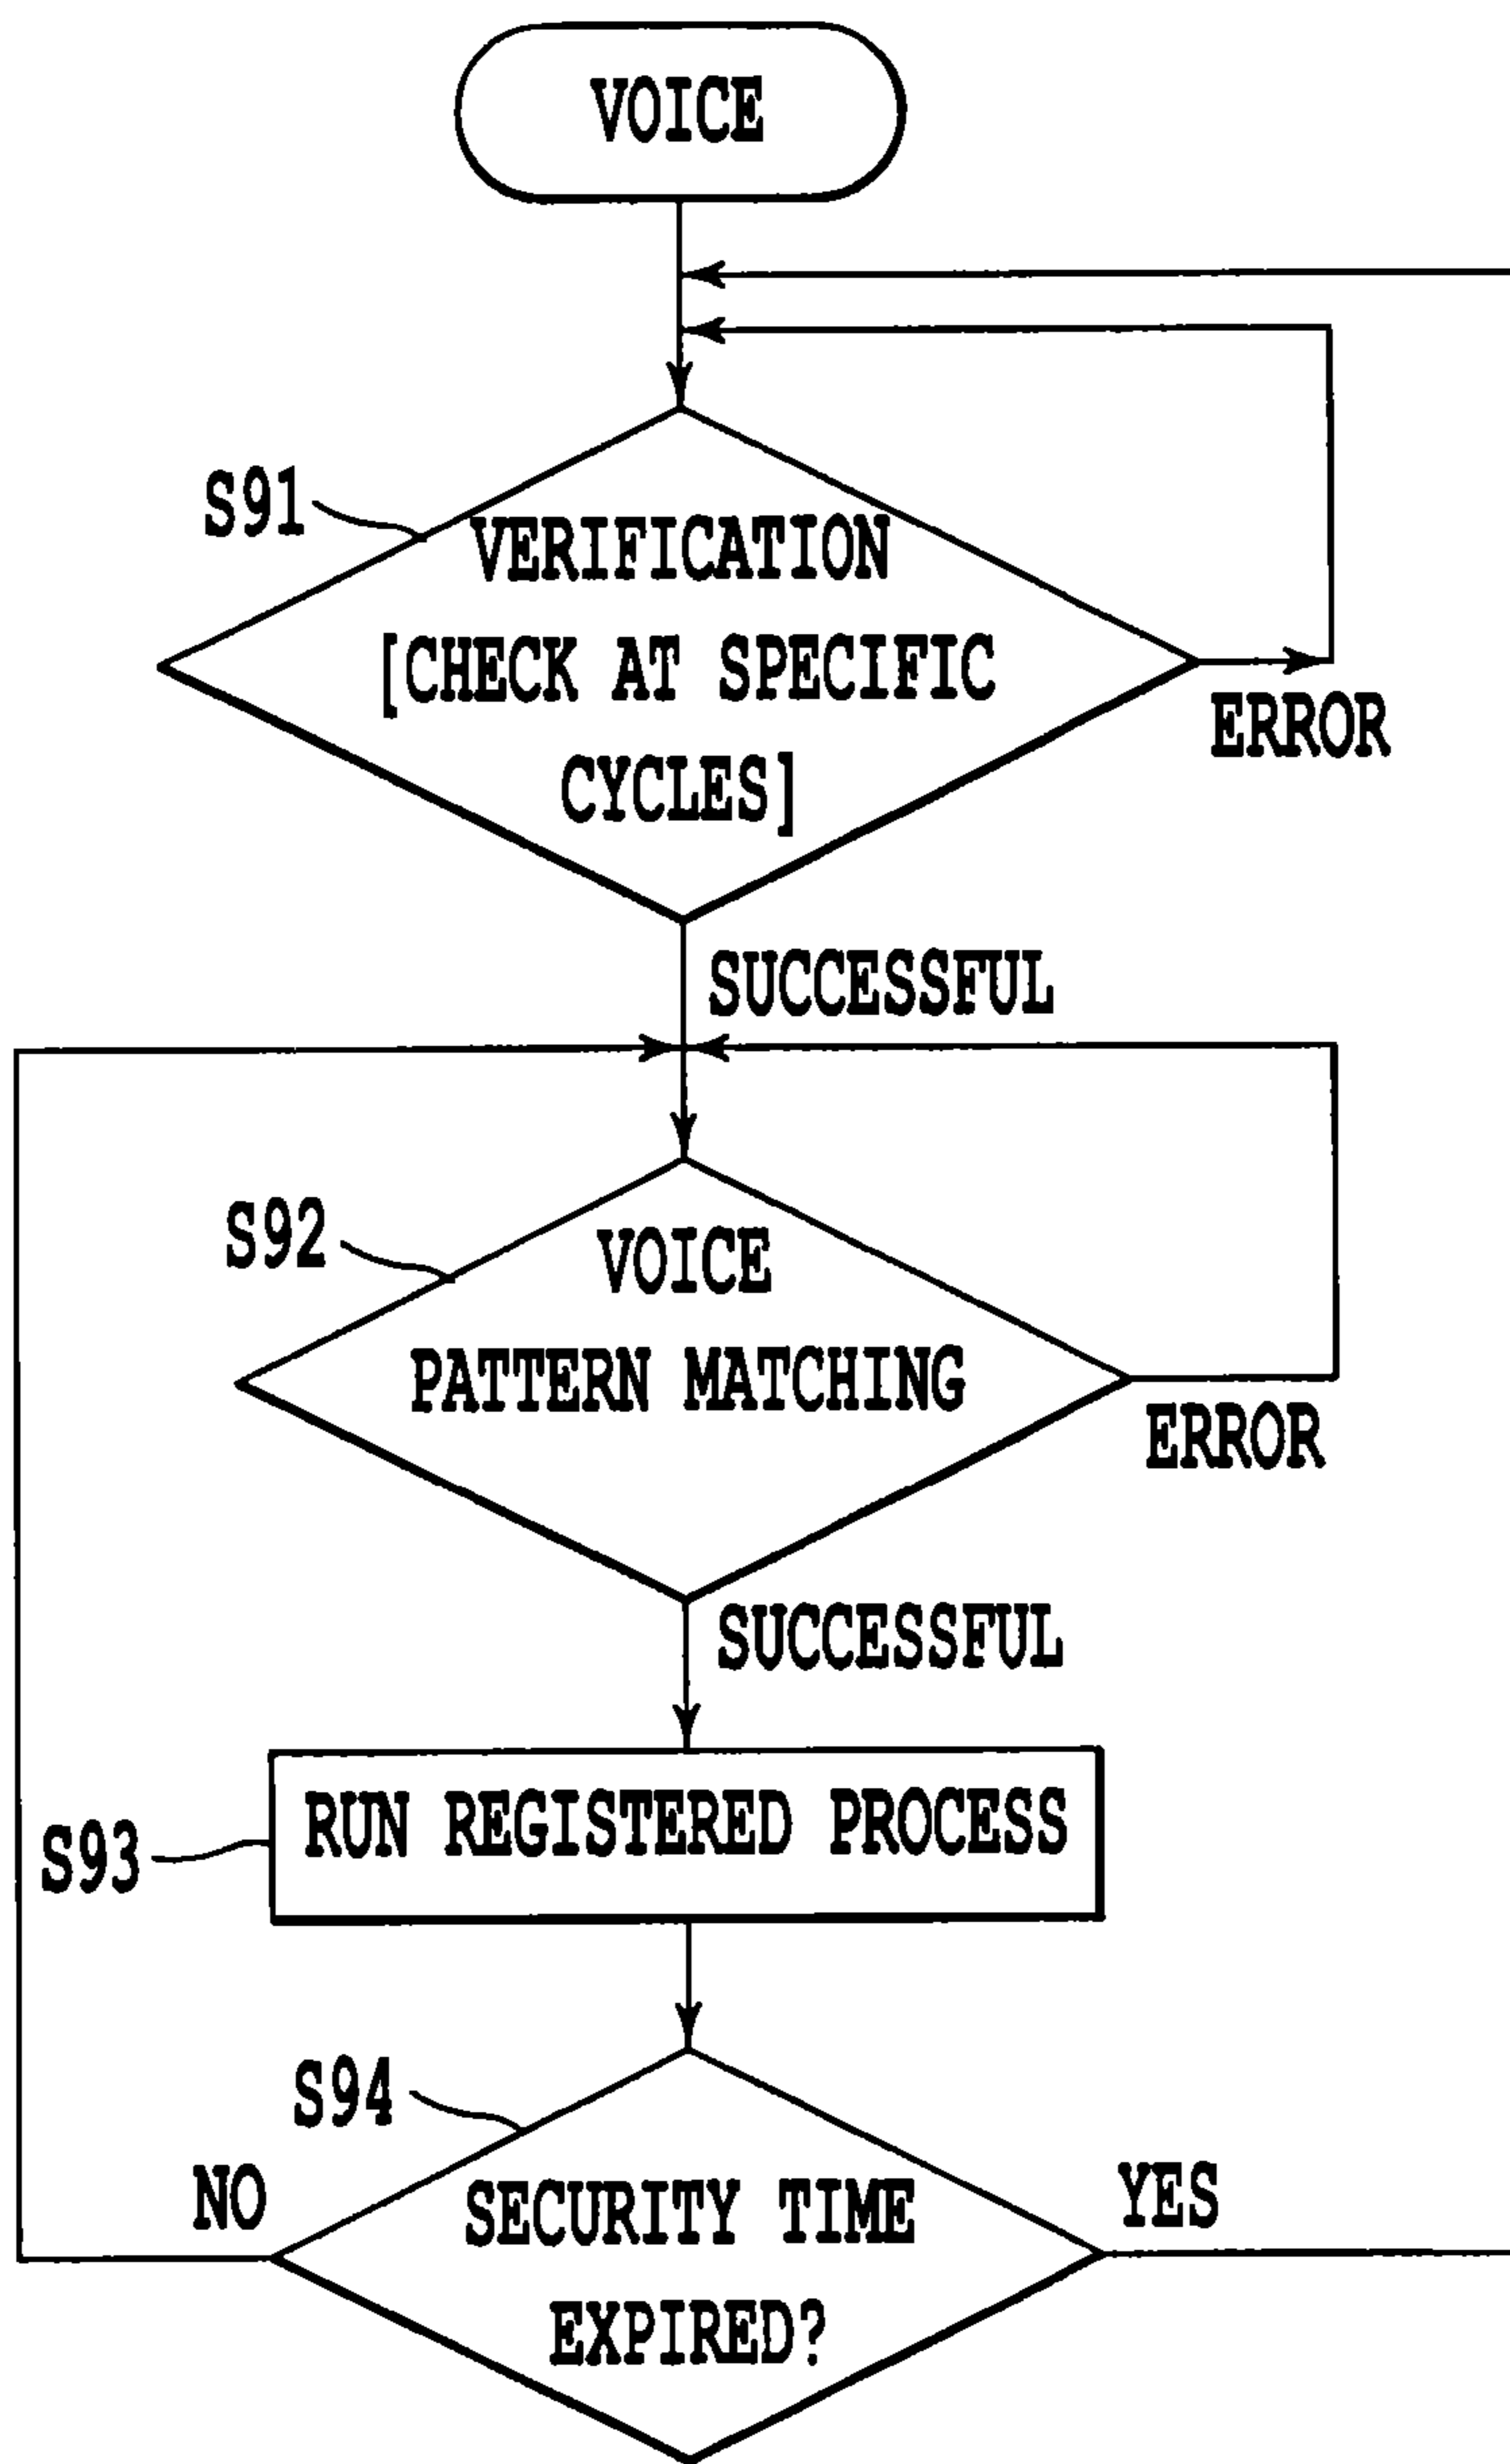 VOICE
S91
VERIFICATION
[CHECK AT SPECIFIC
CYCLES]
ERROR
SUCCESSFUL
S92
VOICE
PATTERN MATCHING
ERROR
SUCCESSFUL
RUN REGISTERED PROCESS
S93
S94
NO
YES
SECURITY TIME
EXPIRED?